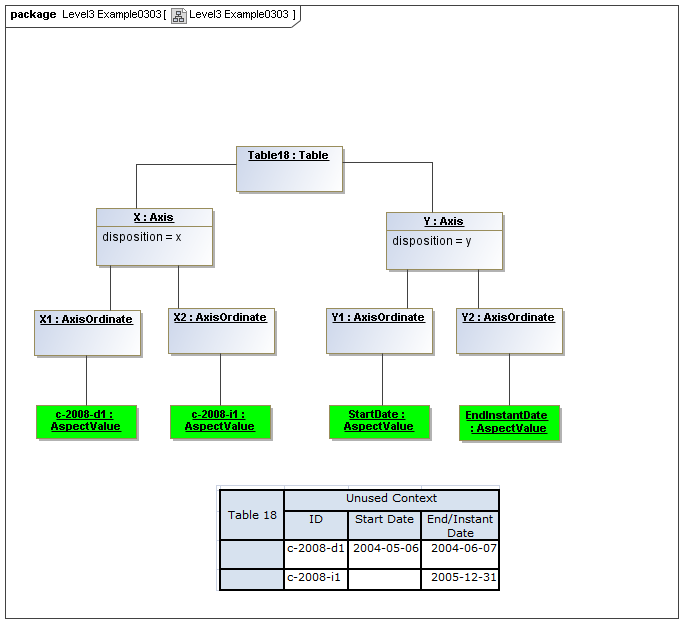 package Level3 Example0303 [ Level3 Example0303 ]
Table18 : Table
X : Axis
disposition = x
Y : Axis
disposition = y
X1 : AxisOrdinate
X2 : AxisOrdinate
Y1 : AxisOrdinate
Y2 : AxisOrdinate
c-2008-d1 :
AspectValue
c-2008-i1 :
AspectValue
StartDate :
AspectValue
EndInstantDate
: AspectValue
Table 18
Unused Context
ID
Start Date
End/Instant
Date
c-2008-d1 2004-05-06 2004-06-07
c-2008-i1 2005-12-31